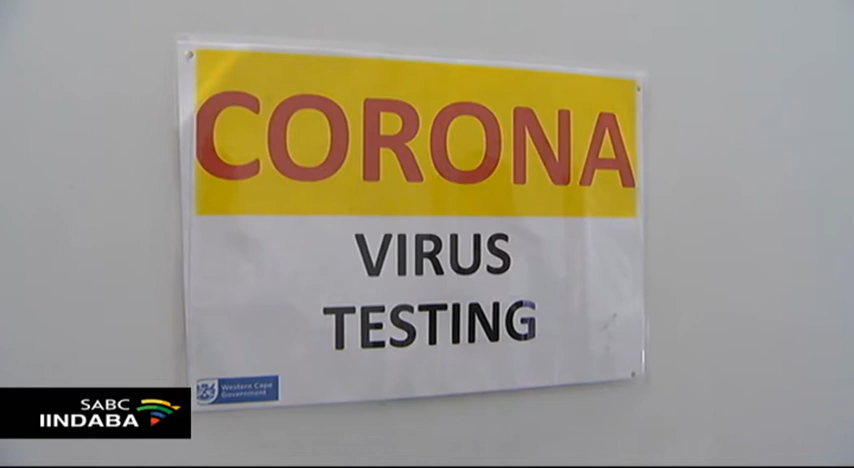 CORONA
VIRUS
TESTING
Western Cape
Government
SABC
IINDABA